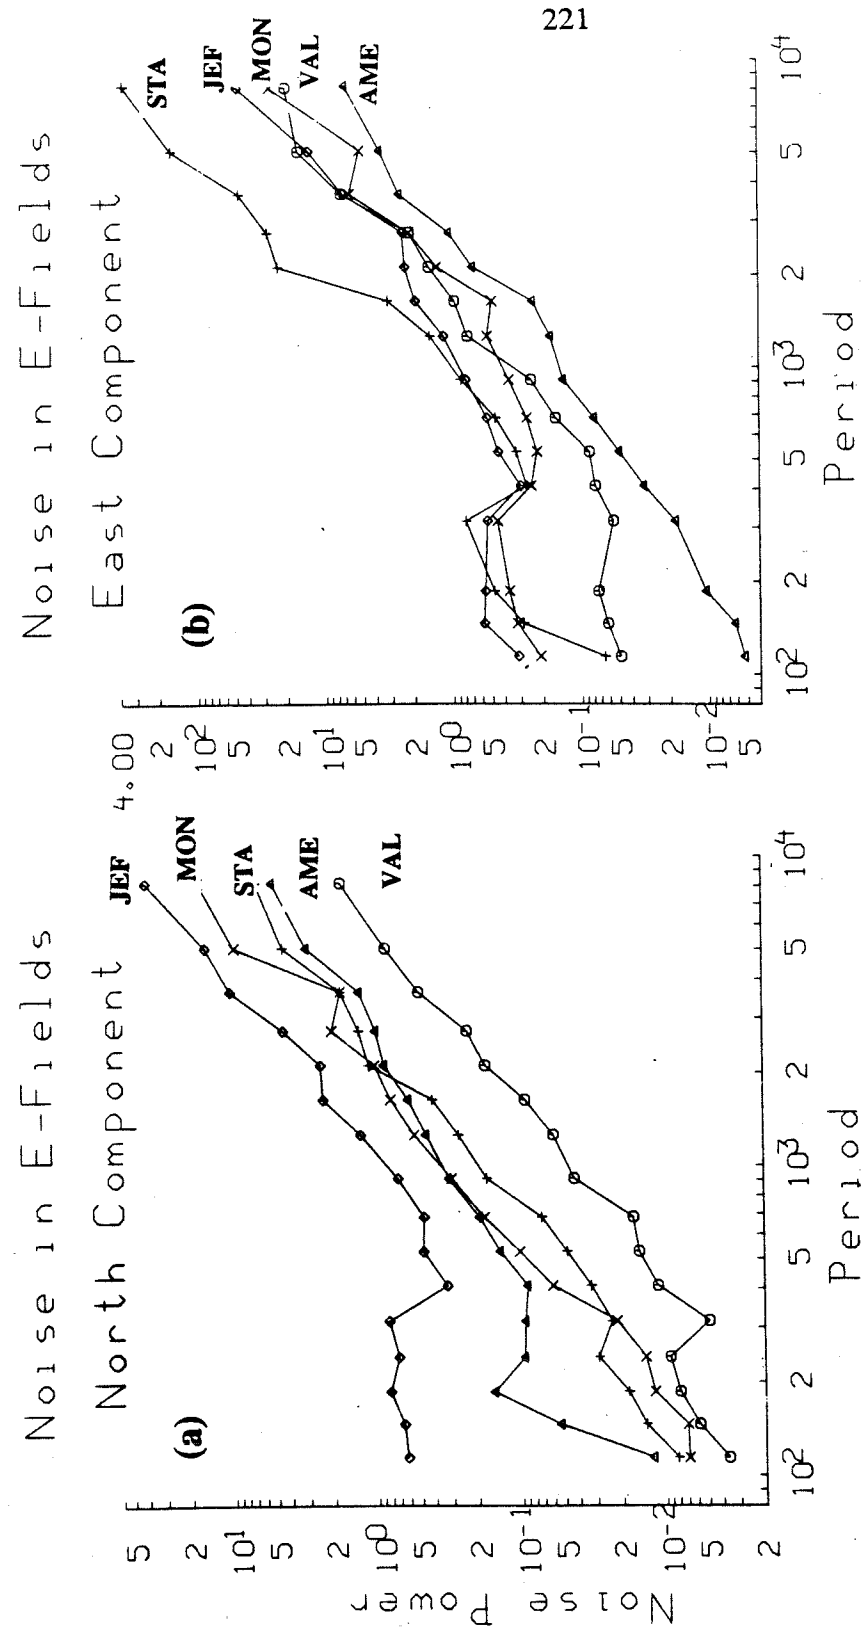 221
Noise in E-Fields
North Component
(a)
5
2
10¹
5
2
10⁰
5
2
10⁻¹
5
2
10⁻²
5
2
Noise Power
10²
2
5
10³
2
5
10⁴
Period
JEF
MON
STA
AME
VAL
Noise in E-Fields
East Component
(b)
4.00
2
10²
5
2
10¹
5
2
10⁰
5
2
10⁻¹
5
2
10⁻²
5
10²
2
5
10³
2
5
10⁴
Period
STA
JEF
MON
VAL
AME